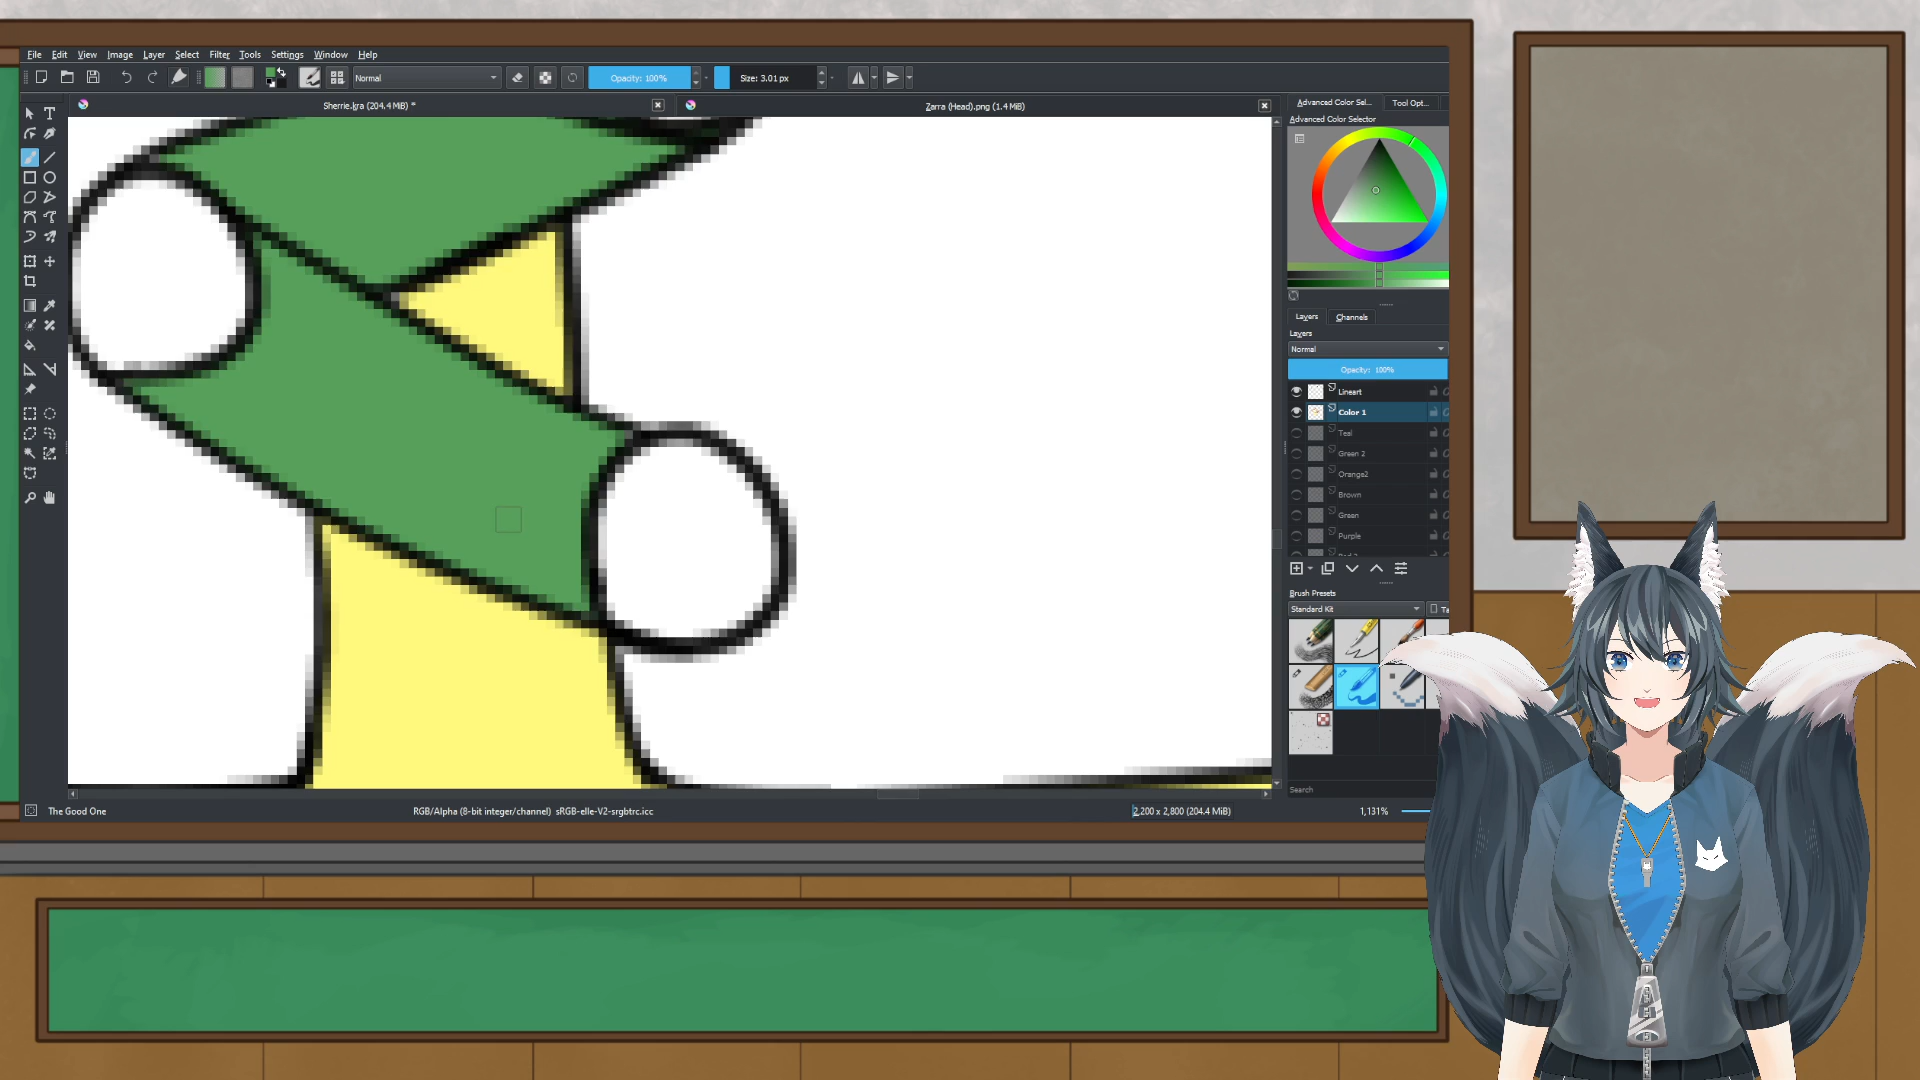 File Edit View Image Layer Select Filter Tools Settings Window Help
Normal Opacity: 100% Size: 3.01 px
Sherrie.kra (204.4 MiB) * Zarra (Head).png (1.4 MiB)
Advanced Color Sel... Tool Opt...
Advanced Color Selector
Layers Channels
Layers
Normal
Opacity: 100%
Lineart
Color 1
Teal
Green 2
Orange2
Brown
Green
Purple
Brush Presets
Standard Kit Ta
Search
The Good One RGB/Alpha (8-bit integer/channel) sRGB-elle-V2-srgbtrc.icc 2,200 x 2,800 (204.4 MiB) 1,131%